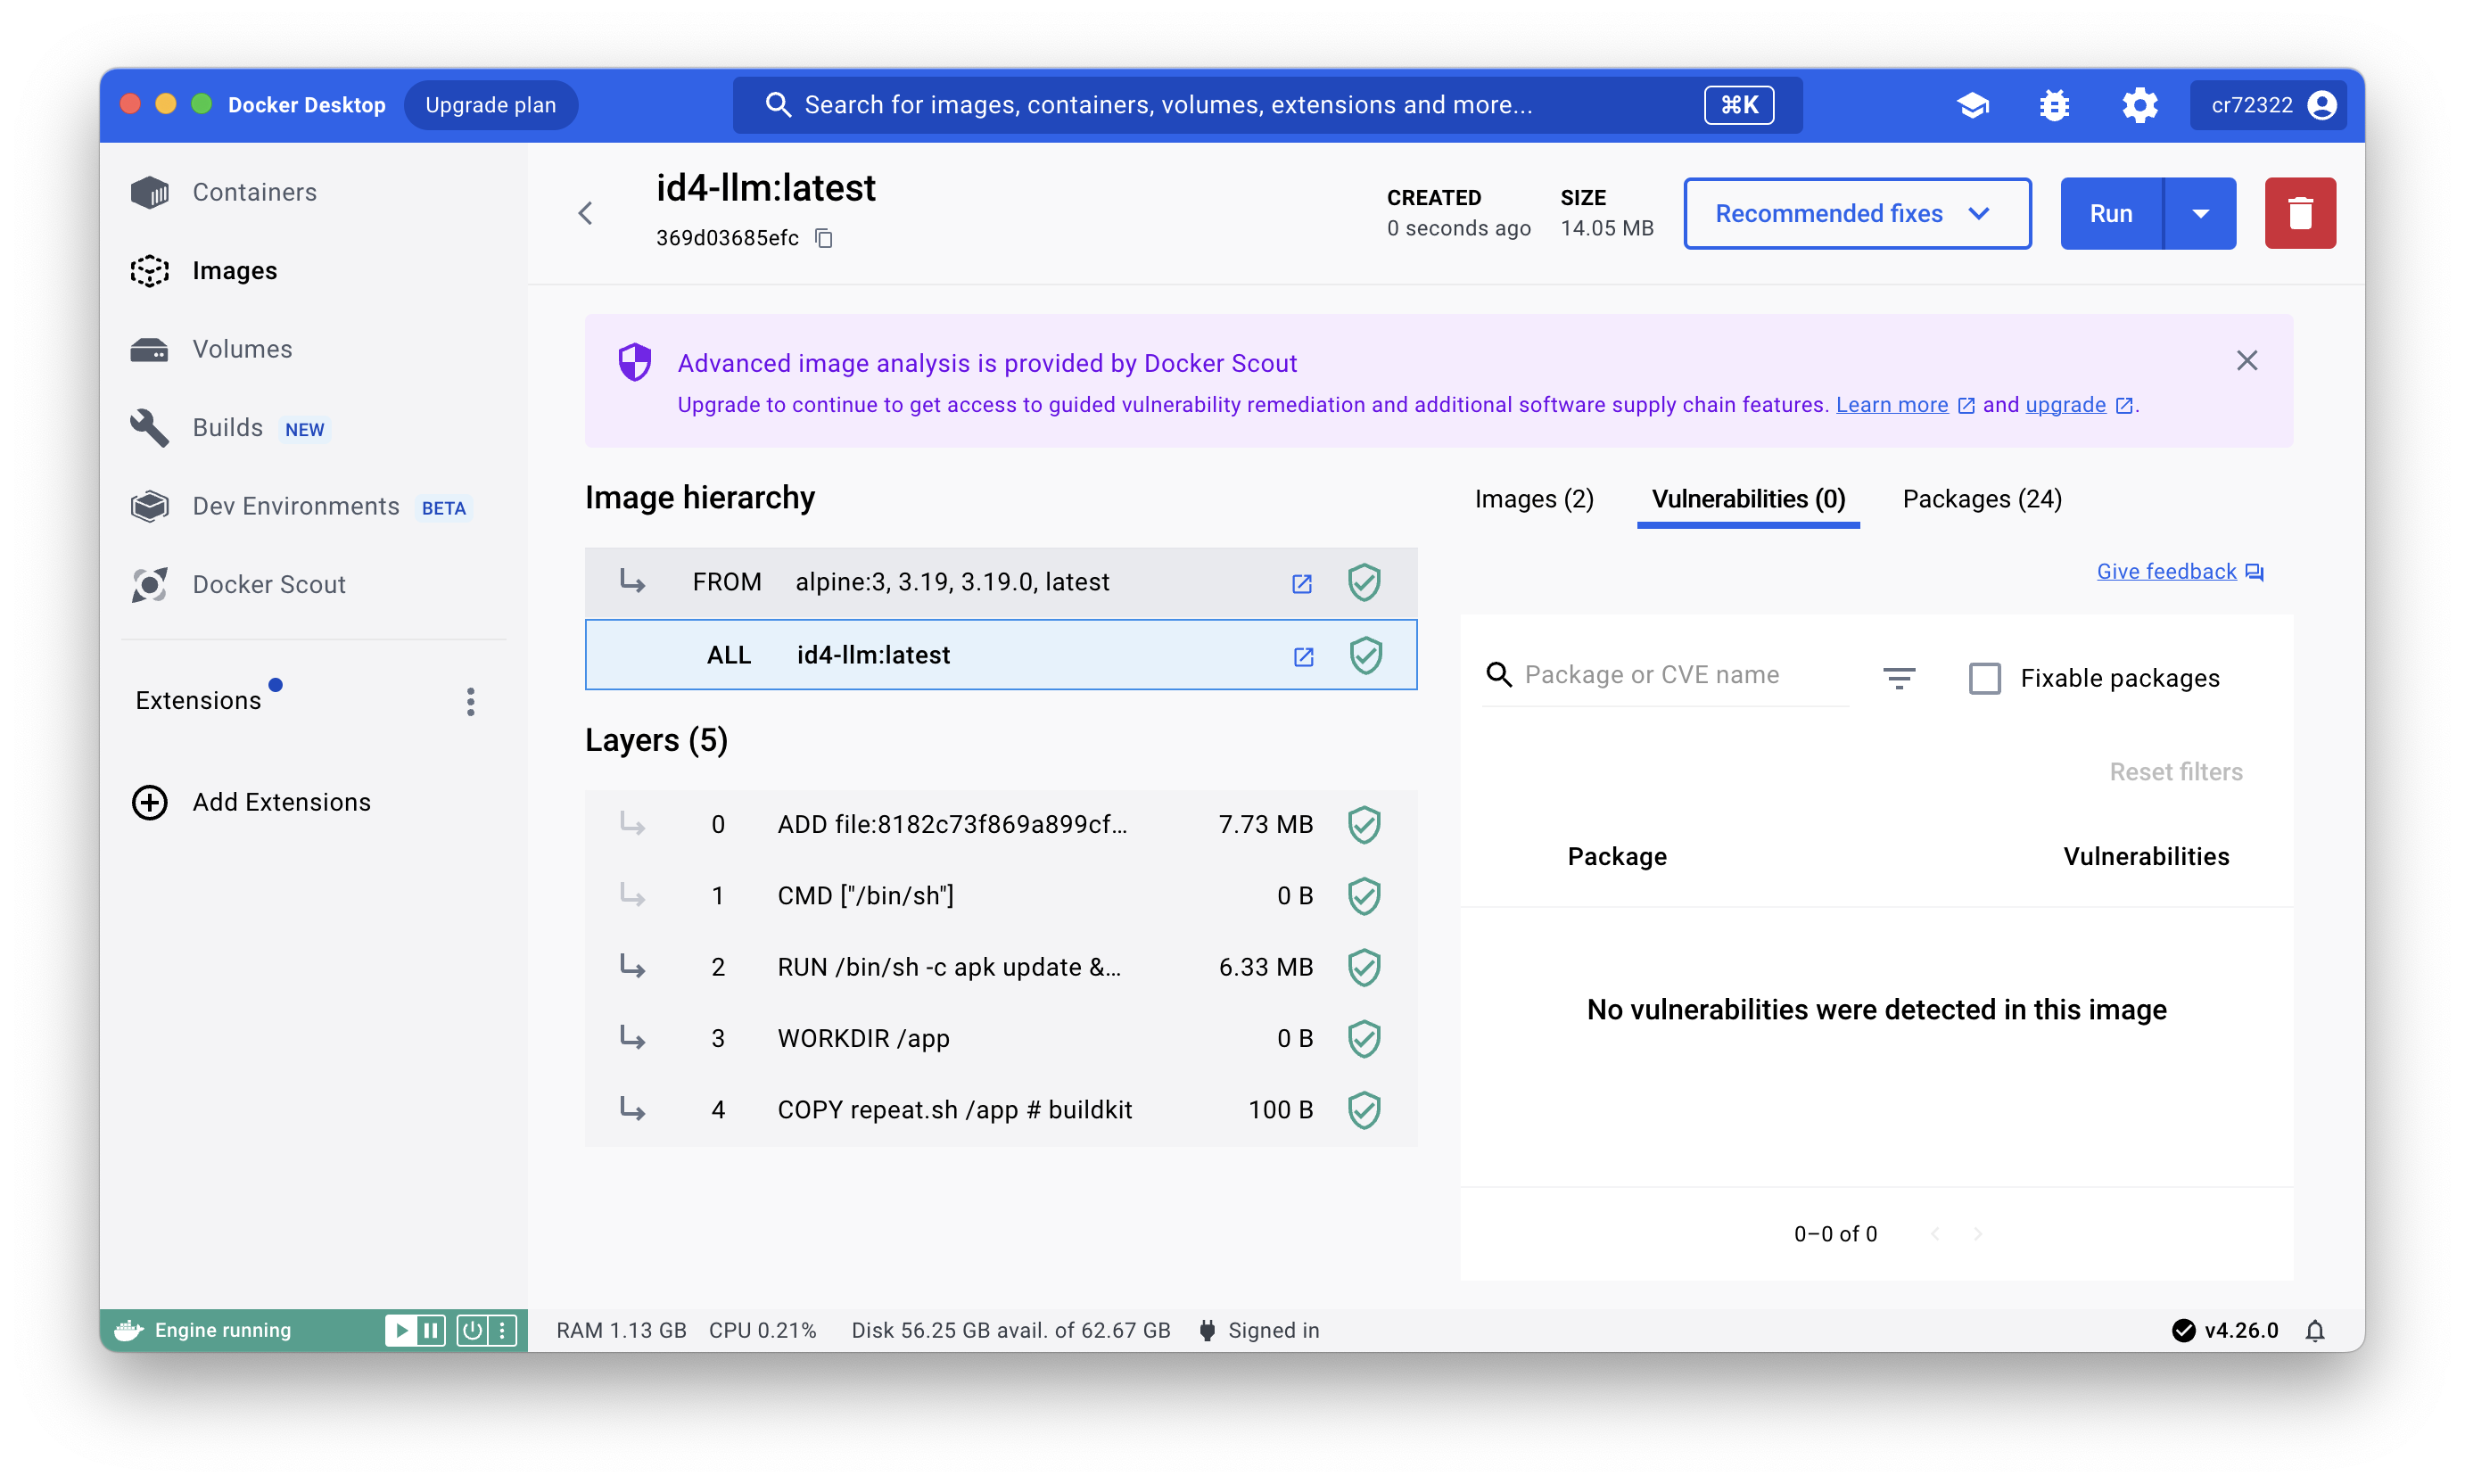 Docker Desktop
Upgrade plan
Search for images, containers, volumes, extensions and more...
⌘K
cr72322
Containers
Images
Volumes
Builds NEW
Dev Environments BETA
Docker Scout
Extensions
Add Extensions
id4-llm:latest
369d03685efc
CREATED
0 seconds ago
SIZE
14.05 MB
Recommended fixes
Run
Advanced image analysis is provided by Docker Scout
Upgrade to continue to get access to guided vulnerability remediation and additional software supply chain features. Learn more and upgrade .
Image hierarchy
FROM alpine:3, 3.19, 3.19.0, latest
ALL id4-llm:latest
Layers (5)
0 ADD file:8182c73f869a899cf... 7.73 MB
1 CMD ["/bin/sh"] 0 B
2 RUN /bin/sh -c apk update &... 6.33 MB
3 WORKDIR /app 0 B
4 COPY repeat.sh /app # buildkit 100 B
Images (2)
Vulnerabilities (0)
Packages (24)
Give feedback
Package or CVE name
Fixable packages
Reset filters
Package
Vulnerabilities
No vulnerabilities were detected in this image
0–0 of 0
Engine running
RAM 1.13 GB CPU 0.21% Disk 56.25 GB avail. of 62.67 GB Signed in
v4.26.0